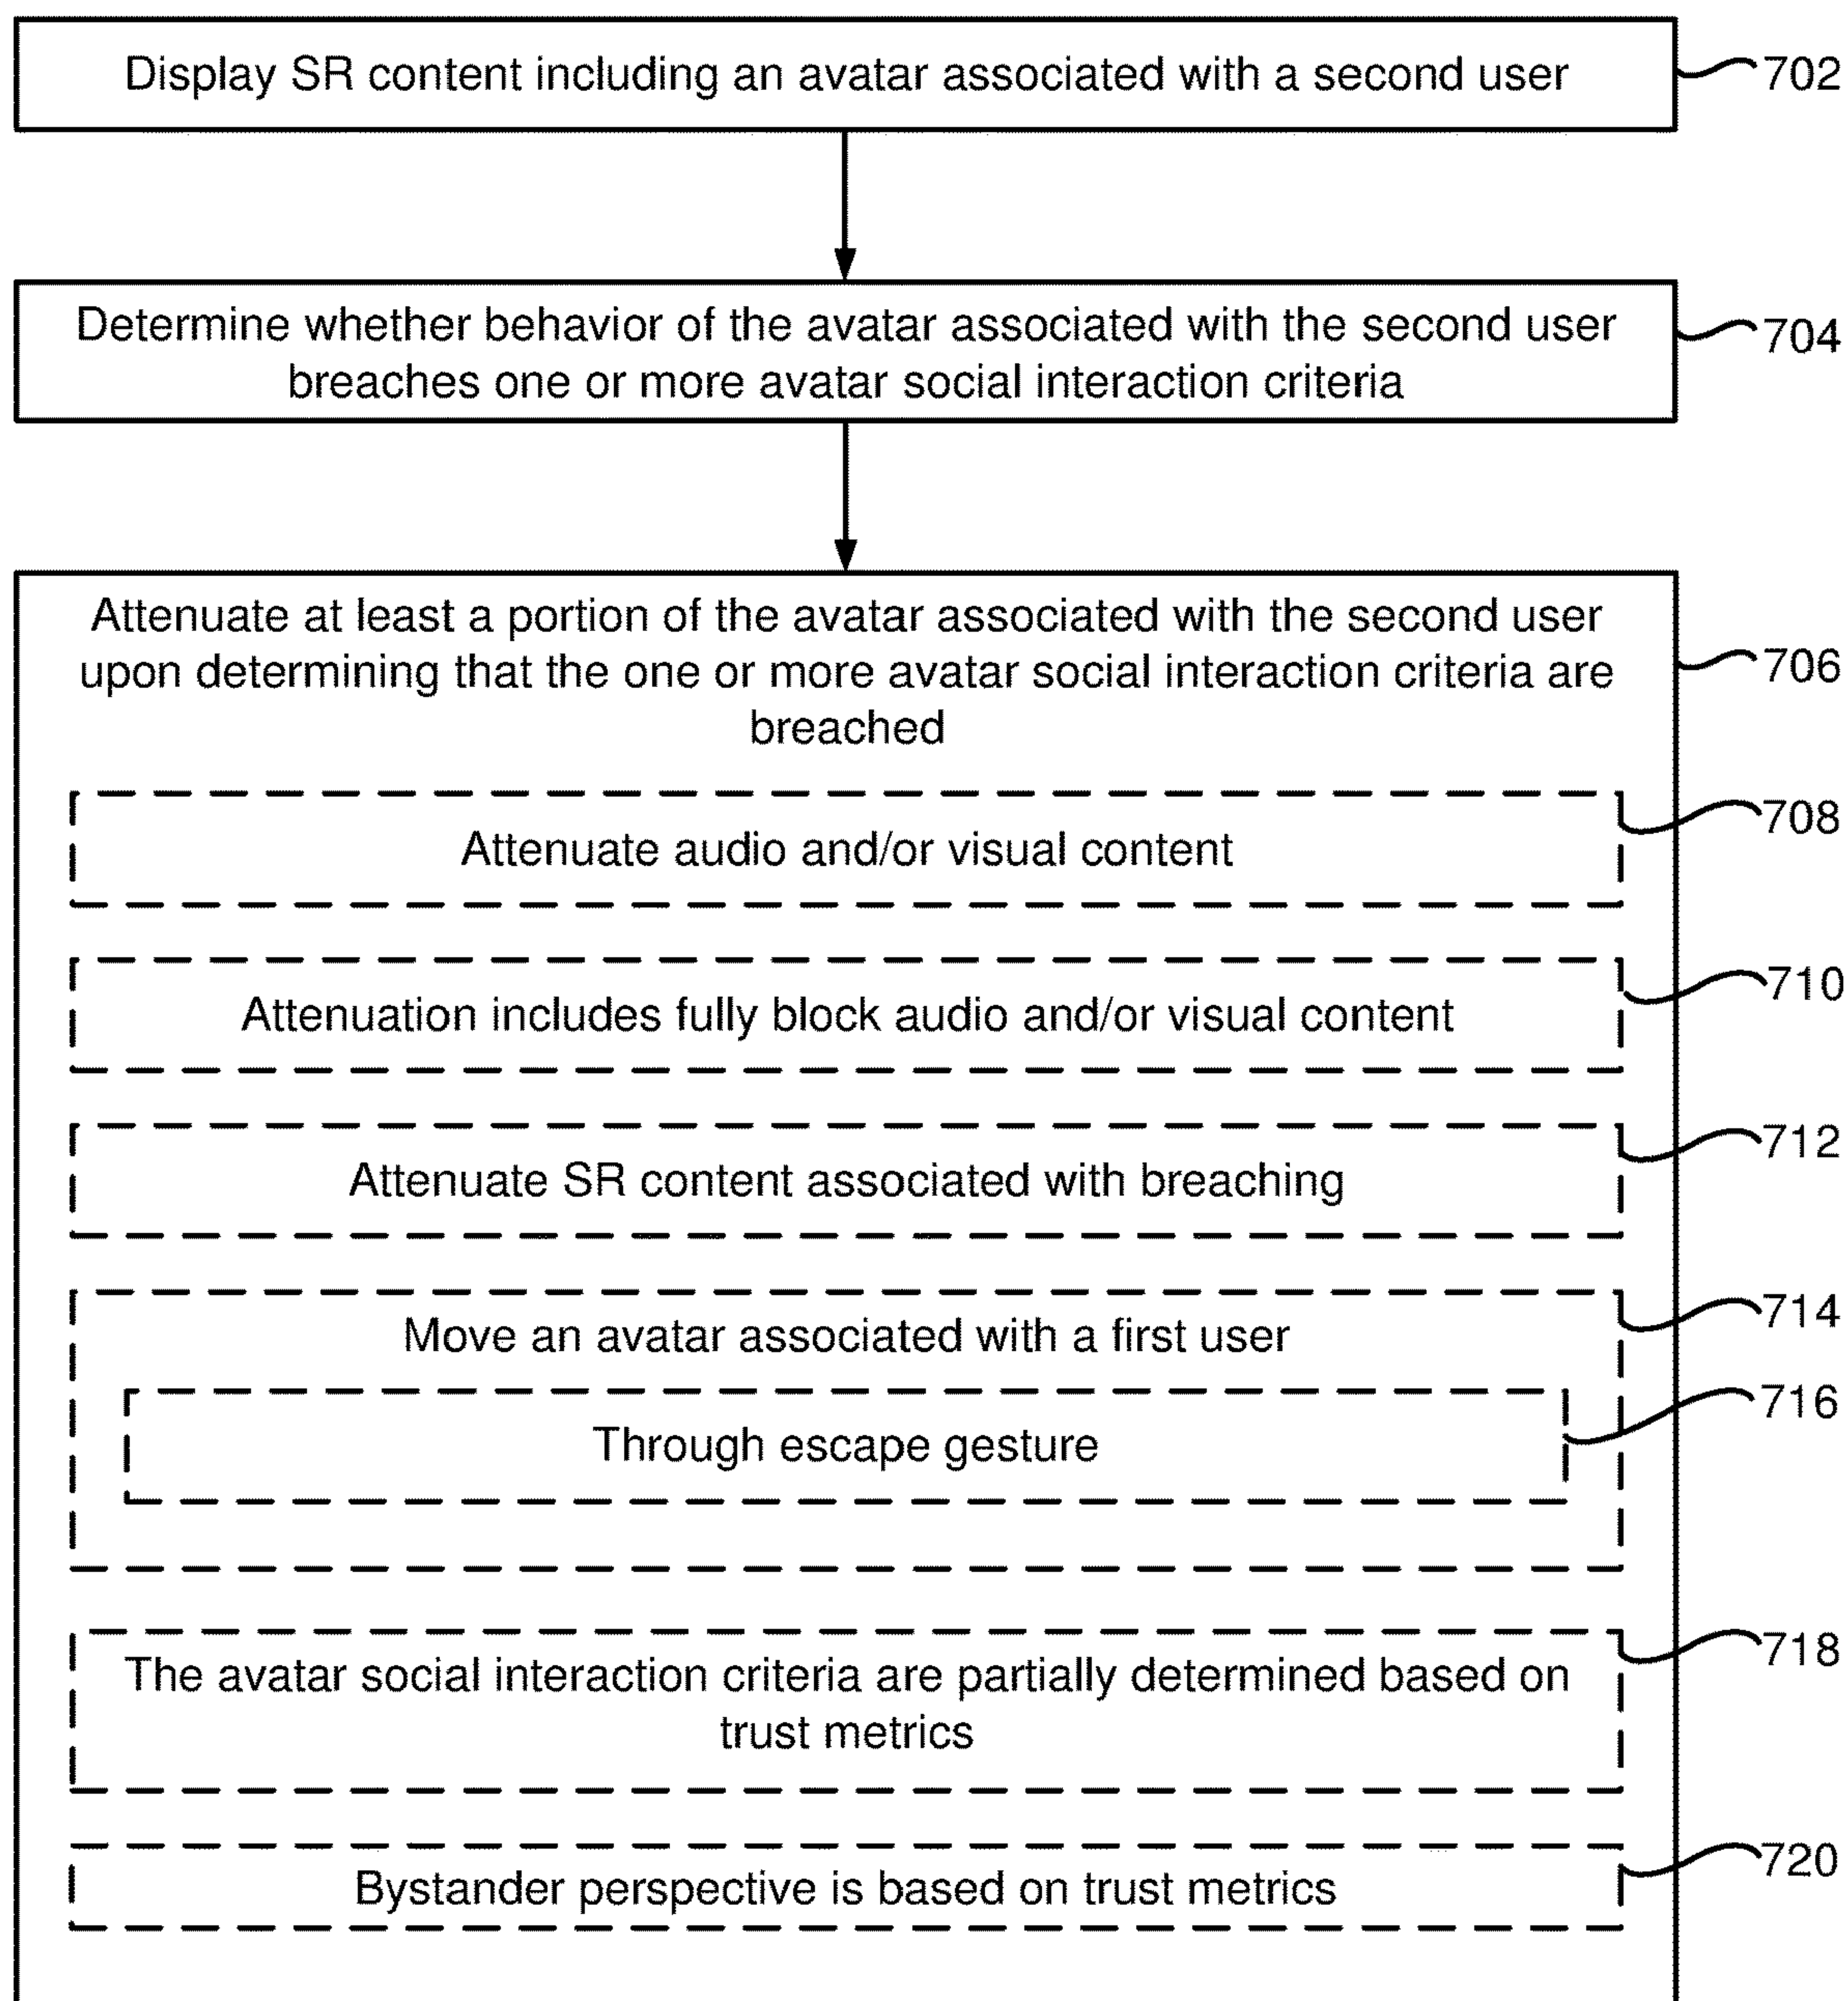 Display SR content including an avatar associated with a second user
702
Determine whether behavior of the avatar associated with the second user
breaches one or more avatar social interaction criteria
704
Attenuate at least a portion of the avatar associated with the second user
upon determining that the one or more avatar social interaction criteria are
breached
706
Attenuate audio and/or visual content
708
Attenuation includes fully block audio and/or visual content
710
Attenuate SR content associated with breaching
712
Move an avatar associated with a first user
714
Through escape gesture
716
The avatar social interaction criteria are partially determined based on
trust metrics
718
Bystander perspective is based on trust metrics
720